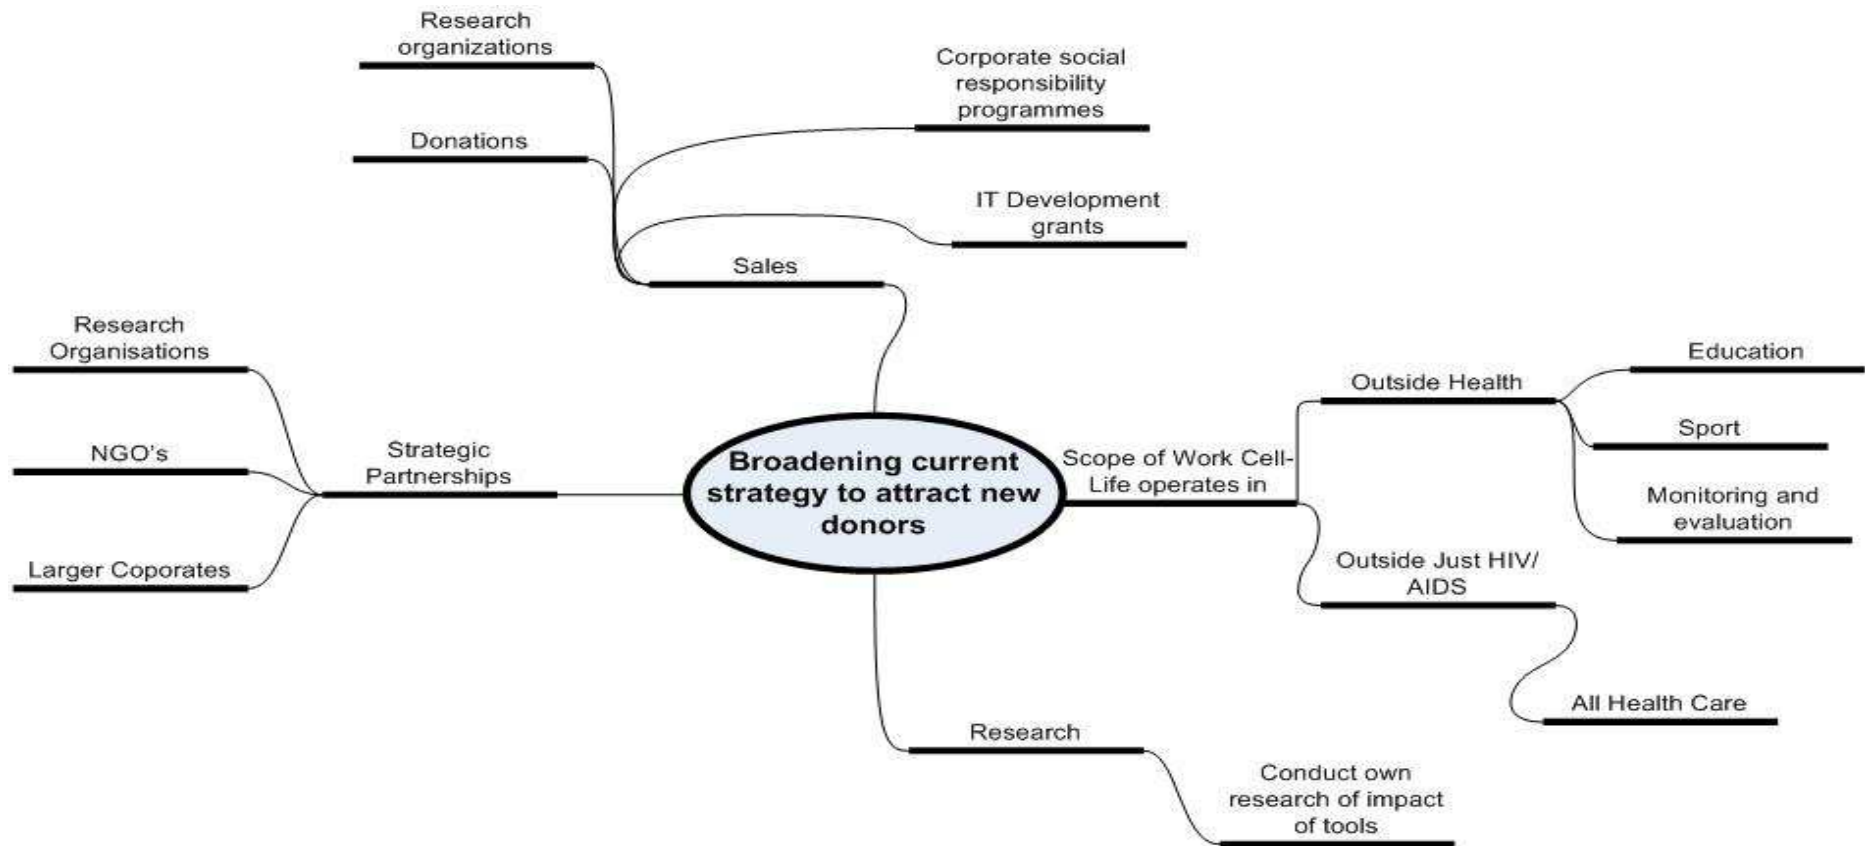 Research
organizations
Corporate social
responsibility
programmes
Donations
IT Development
grants
Sales
Research
Organisations
NGO's
Strategic
Partnerships
Larger Coporates
Broadening current
strategy to attract new
donors
Scope of Work Cell-
Life operates in
Outside Health
Education
Sport
Monitoring and
evaluation
Outside Just HIV/
AIDS
All Health Care
Research
Conduct own
research of impact
of tools